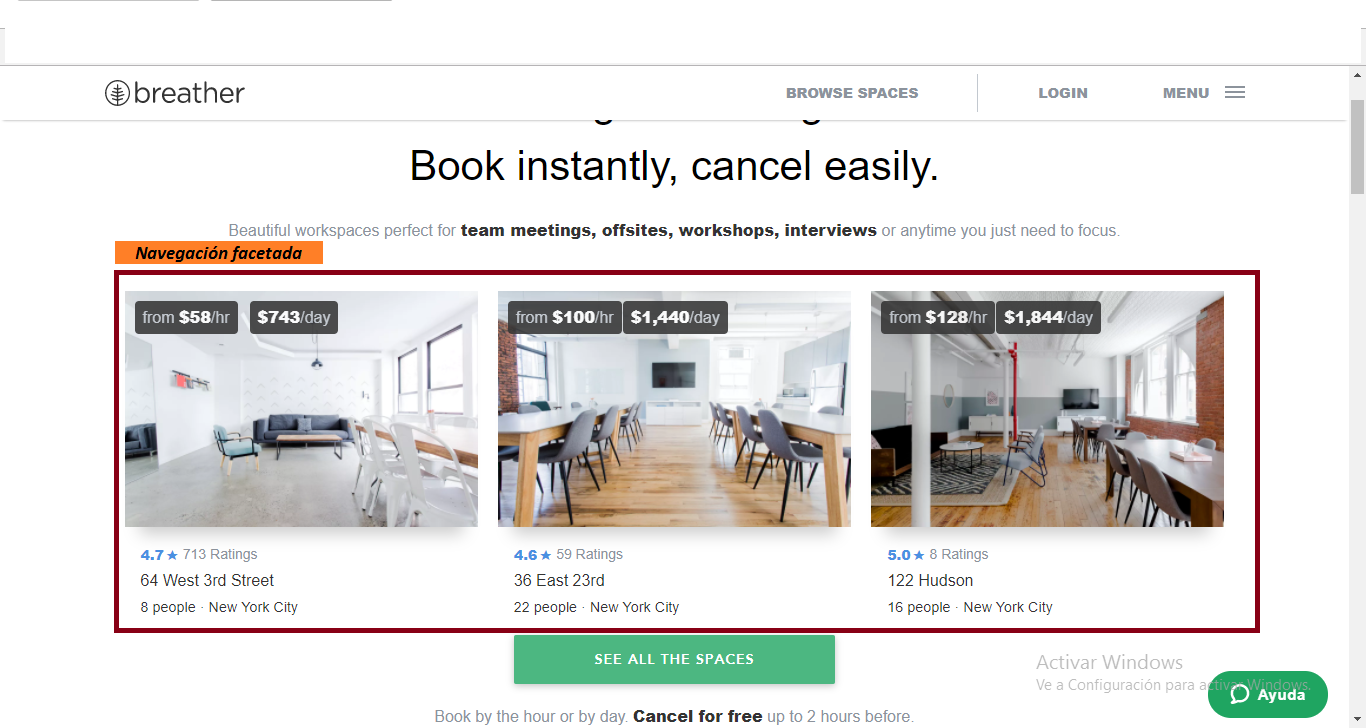 breather
BROWSE SPACES
LOGIN
MENU
Book instantly, cancel easily.
Beautiful workspaces perfect for team meetings, offsites, workshops, interviews or anytime you just need to focus.
Navegación facetada
from $58/hr $743/day
from $100/hr $1,440/day
from $128/hr $1,844/day
4.7 ★ 713 Ratings
64 West 3rd Street
8 people · New York City
4.6 ★ 59 Ratings
36 East 23rd
22 people · New York City
5.0 ★ 8 Ratings
122 Hudson
16 people · New York City
SEE ALL THE SPACES
Activar Windows
Ve a Configuración para activar Windows.
Ayuda
Book by the hour or by day. Cancel for free up to 2 hours before.